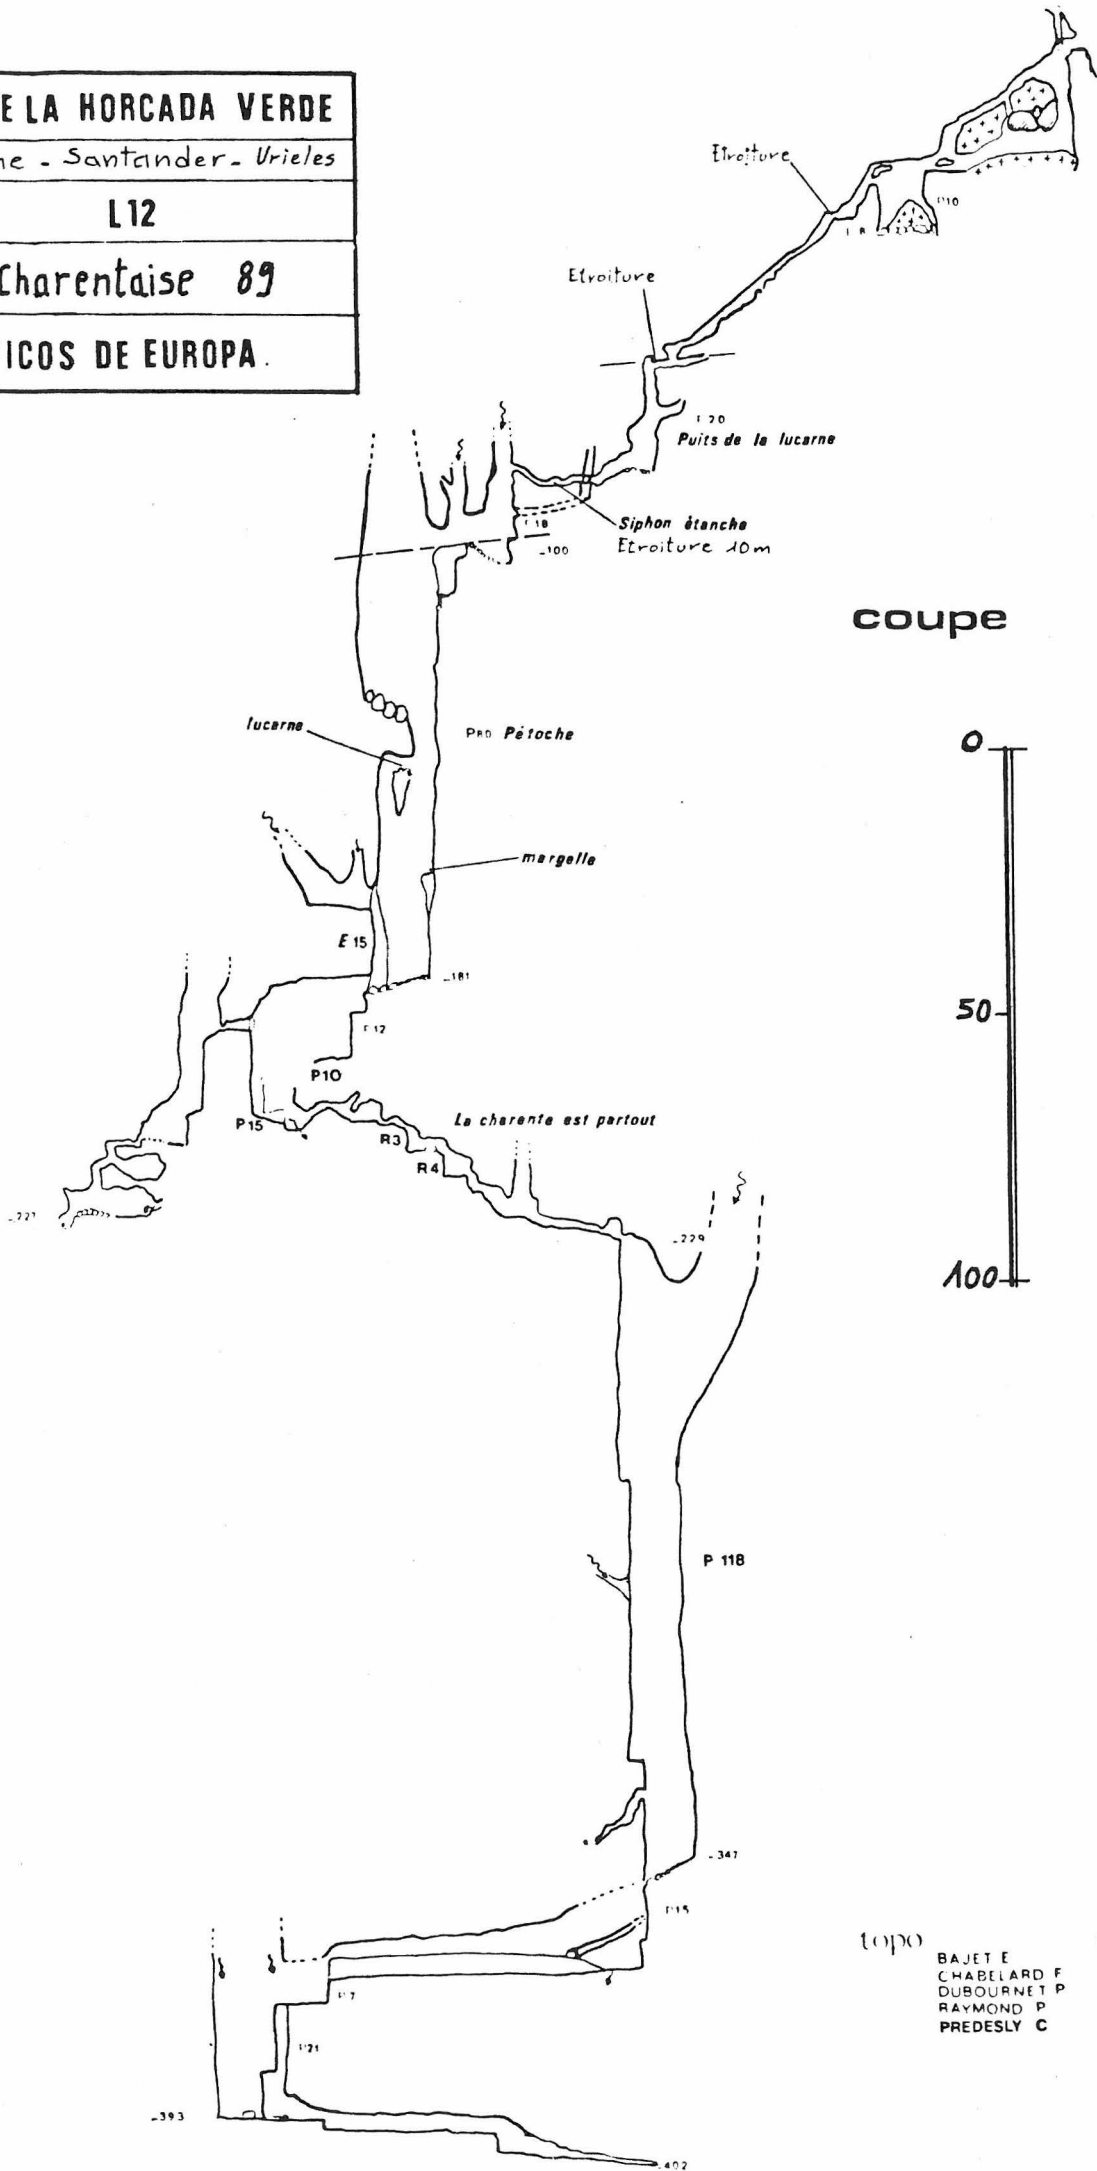 E LA HORCADA VERDE
ne - Santander - Urieles
L12
Charentaise 89
ICOS DE EUROPA.
Etroiture
P10
Etroiture
P20
Puits de la lucarne
Siphon étanche
Etroiture 10m
P18
-100
coupe
lucarne
P80 Pétoche
0
margelle
E 15
-181
50
P12
P10
P15
La charente est partout
R3
R4
-227
-229
100
P 118
-347
P15
topo
BAJET E
CHABELARD F
DUBOURNET P
RAYMOND P
PREDESLY C
P7
P21
-393
-402